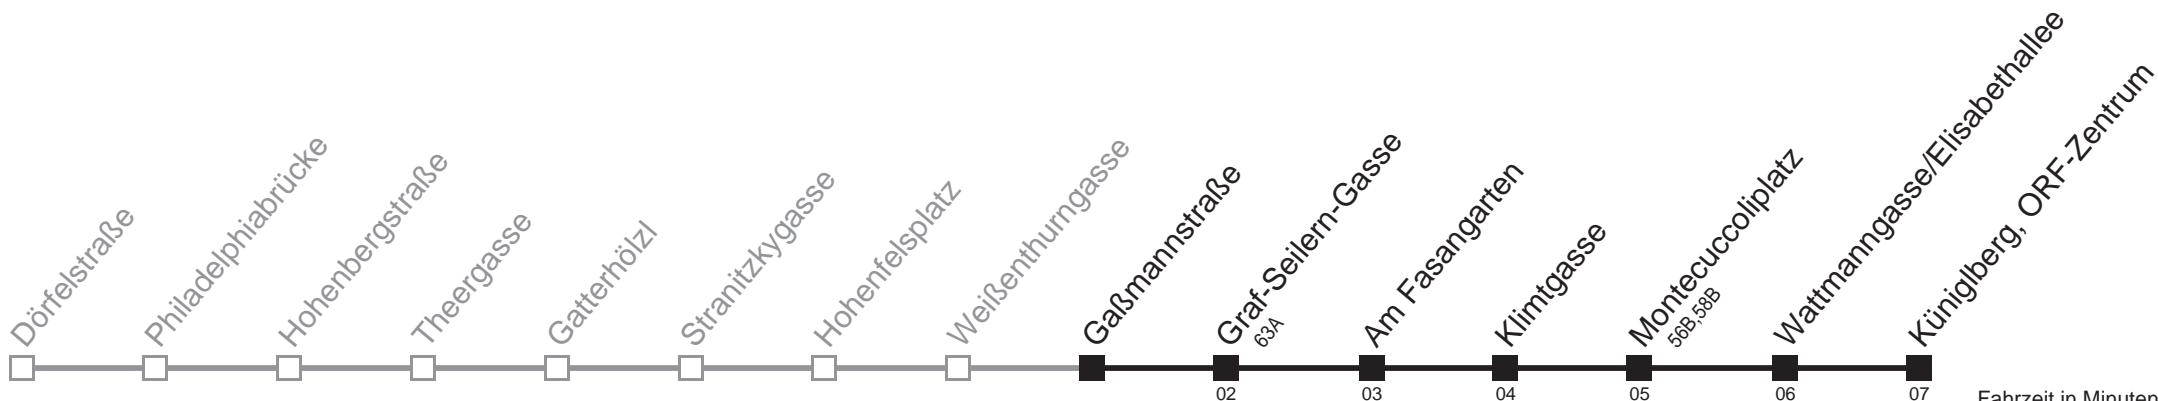 Dörfelstraße
Philadelphiabrücke
Hohenbergstraße
Theergasse
Gatterhölzl
Stranitzkygasse
Hohenfelsplatz
Weißenthurngasse
Gaßmannstraße
Graf-Seilern-Gasse
63A
Am Fasangarten
Klimtgasse
Montecuccoliplatz
56B,58B
Wattmanngasse/Elisabethallee
Küniglberg, ORF-Zentrum
02 03 04 05 06 07 Fahrzeit in Minuten